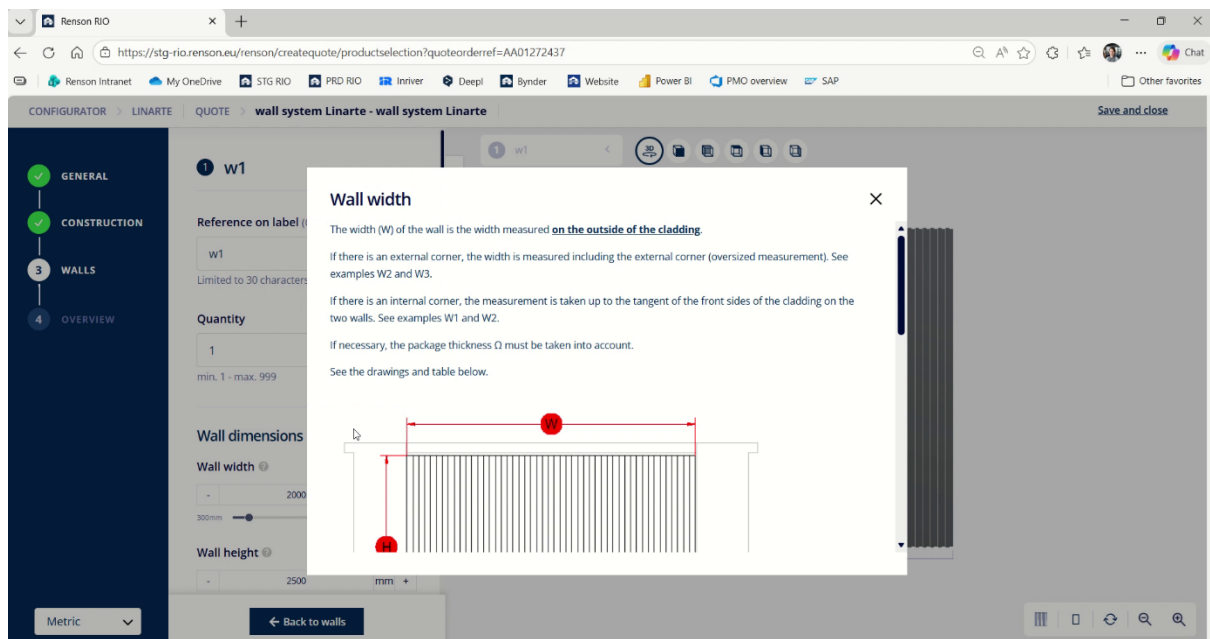 Renson RIO
https://stg-rio.renson.eu/renson/createquote/productselection?quoteorderref=AA01272437
Chat
Renson Intranet
My OneDrive
STG RIO
PRD RIO
Inriver
Deepl
Bynder
Website
Power BI
PMO overview
SAP
Other favorites
CONFIGURATOR > LINARTE QUOTE > wall system Linarte - wall system Linarte
Save and close
GENERAL
CONSTRUCTION
3 WALLS
4 OVERVIEW
1 w1
Reference on label (
w1
Limited to 30 characters
Quantity
1
min. 1 - max. 999
Wall dimensions
Wall width
- 2000
300mm
Wall height
- 2500 mm +
1 w1 <
3D
Wall width
The width (W) of the wall is the width measured on the outside of the cladding.
If there is an external corner, the width is measured including the external corner (oversized measurement). See
examples W2 and W3.
If there is an internal corner, the measurement is taken up to the tangent of the front sides of the cladding on the
two walls. See examples W1 and W2.
If necessary, the package thickness Ω must be taken into account.
See the drawings and table below.
W
H
Metric
← Back to walls